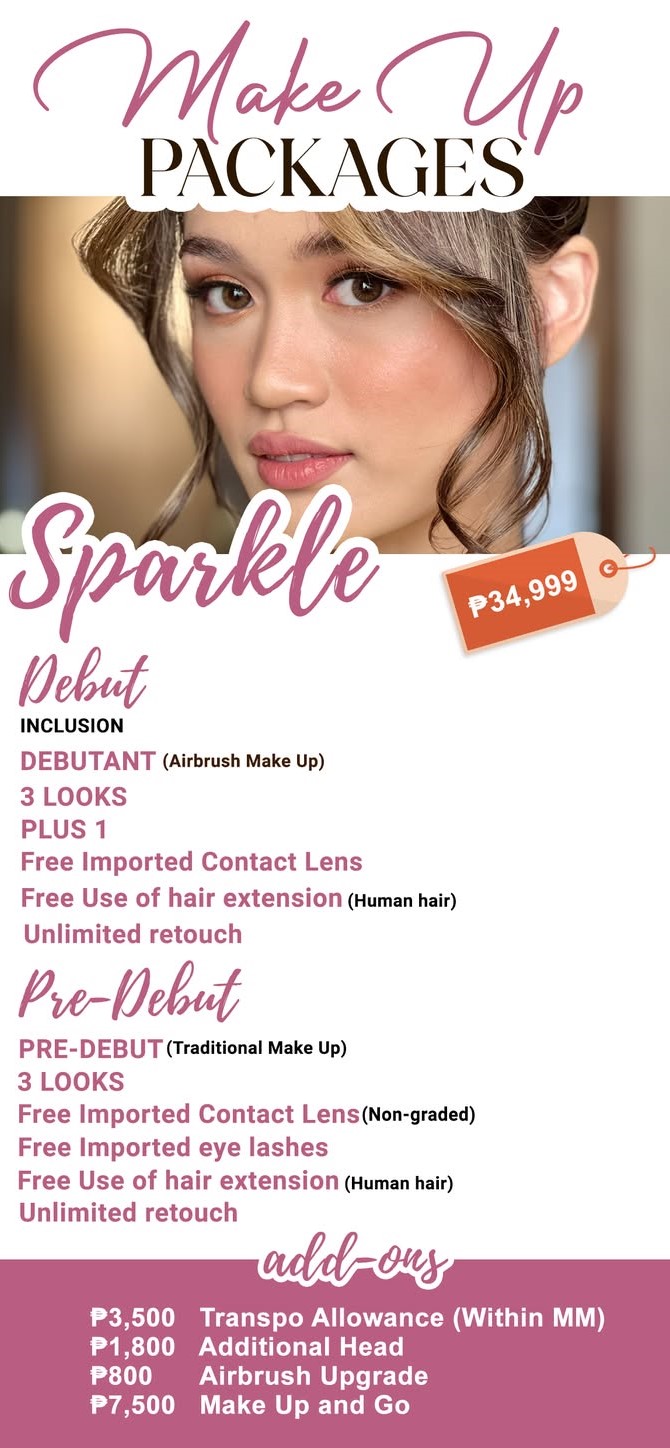 Make Up
PACKAGES
Sparkle
₱34,999
Debut
INCLUSION
DEBUTANT (Airbrush Make Up)
3 LOOKS
PLUS 1
Free Imported Contact Lens
Free Use of hair extension (Human hair)
Unlimited retouch
Pre-Debut
PRE-DEBUT (Traditional Make Up)
3 LOOKS
Free Imported Contact Lens (Non-graded)
Free Imported eye lashes
Free Use of hair extension (Human hair)
Unlimited retouch
add-ons
₱3,500 Transpo Allowance (Within MM)
₱1,800 Additional Head
₱800 Airbrush Upgrade
₱7,500 Make Up and Go